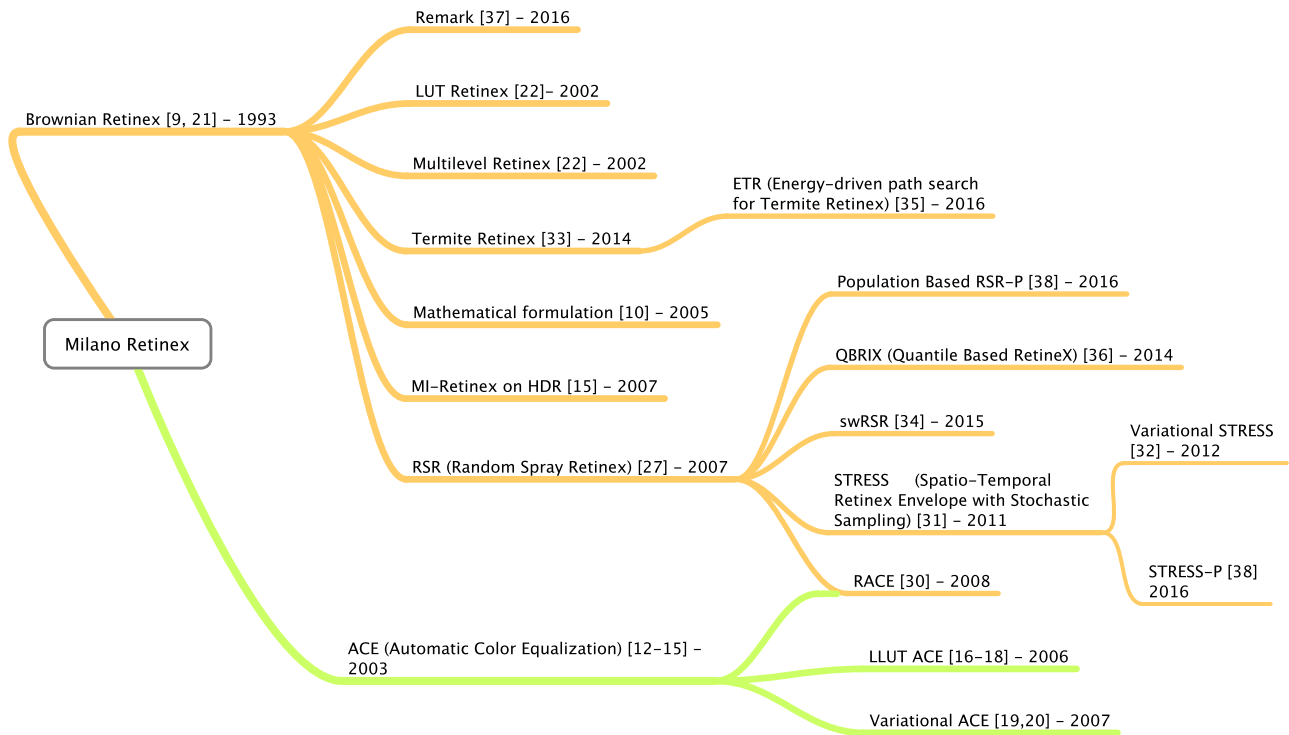 Remark [37] - 2016
LUT Retinex [22]- 2002
Brownian Retinex [9, 21] - 1993
Multilevel Retinex [22] - 2002
ETR (Energy-driven path search
for Termite Retinex) [35] - 2016
Termite Retinex [33] - 2014
Population Based RSR-P [38] - 2016
Mathematical formulation [10] - 2005
Milano Retinex
QBRIX (Quantile Based RetineX) [36] - 2014
MI-Retinex on HDR [15] - 2007
swRSR [34] - 2015
Variational STRESS
[32] - 2012
RSR (Random Spray Retinex) [27] - 2007
STRESS (Spatio-Temporal
Retinex Envelope with Stochastic
Sampling) [31] - 2011
STRESS-P [38]
2016
RACE [30] - 2008
ACE (Automatic Color Equalization) [12-15] -
2003
LLUT ACE [16-18] - 2006
Variational ACE [19,20] - 2007